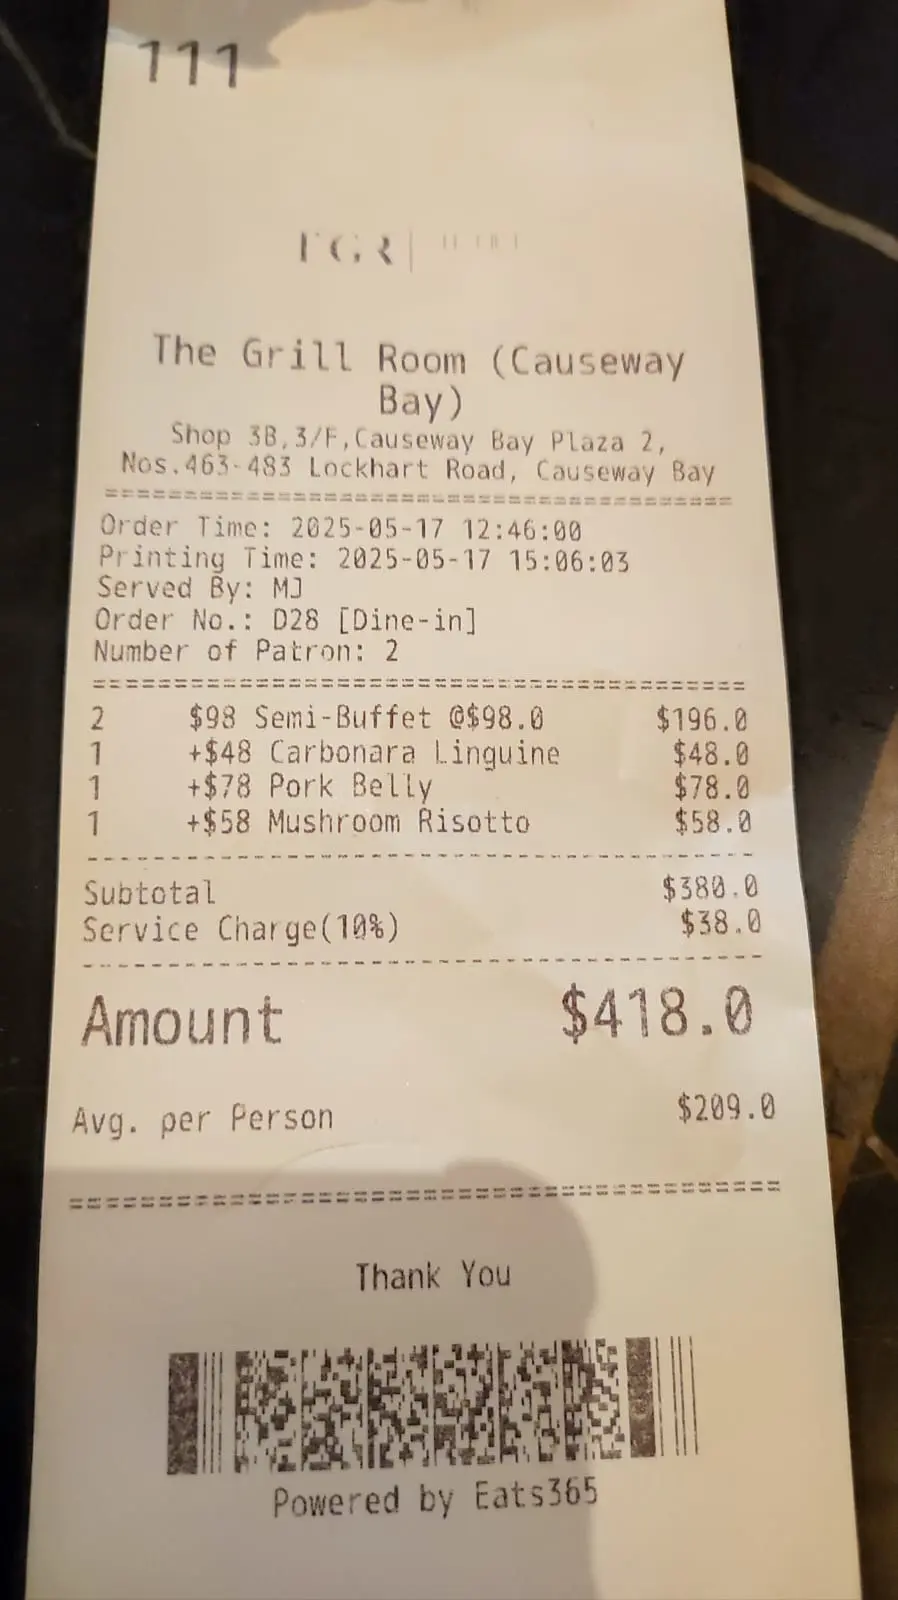 111
The Grill Room (Causeway
Bay)
Shop 3B,3/F,Causeway Bay Plaza 2,
Nos.463-483 Lockhart Road, Causeway Bay
Order Time: 2025-05-17 12:46:00
Printing Time: 2025-05-17 15:06:03
Served By: MJ
Order No.: D28 [Dine-in]
Number of Patron: 2
2 $98 Semi-Buffet @$98.0 $196.0
1 +$48 Carbonara Linguine $48.0
1 +$78 Pork Belly $78.0
1 +$58 Mushroom Risotto $58.0
Subtotal $380.0
Service Charge(10%) $38.0
Amount $418.0
Avg. per Person $209.0
Thank You
Powered by Eats365